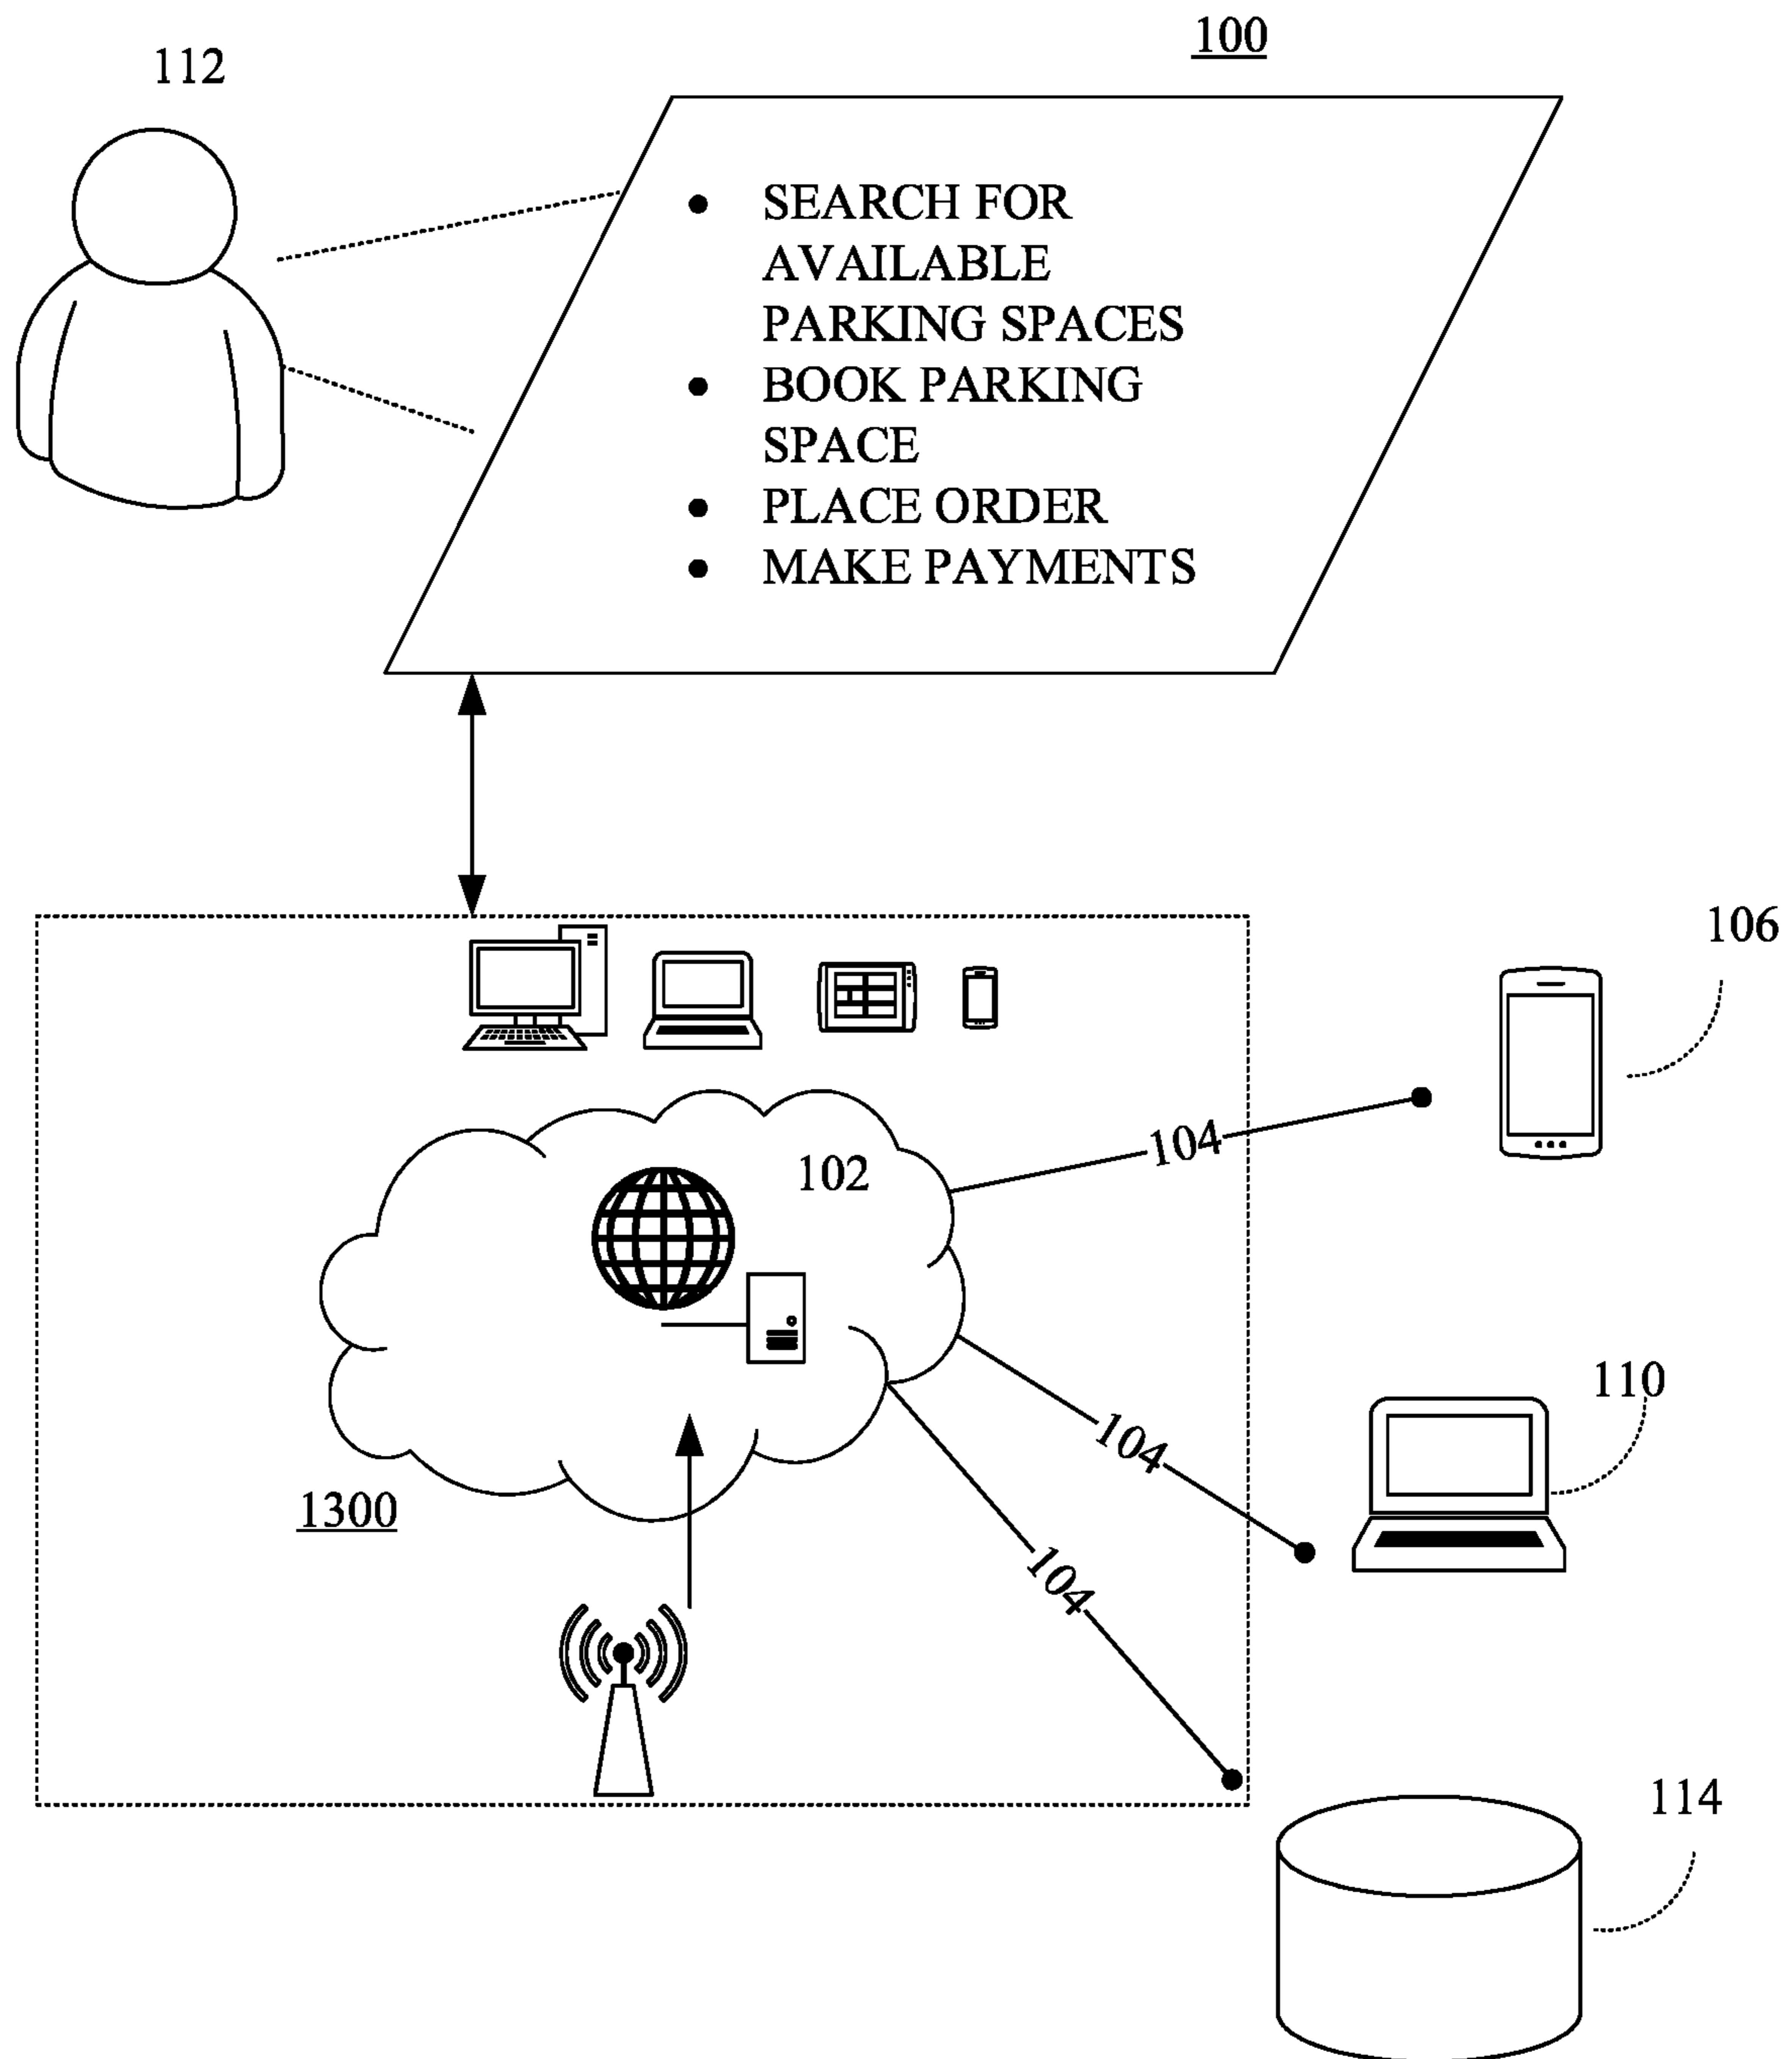 100
112
• SEARCH FOR
AVAILABLE
PARKING SPACES
• BOOK PARKING
SPACE
• PLACE ORDER
• MAKE PAYMENTS
106
104
102
110
104
1300
104
114